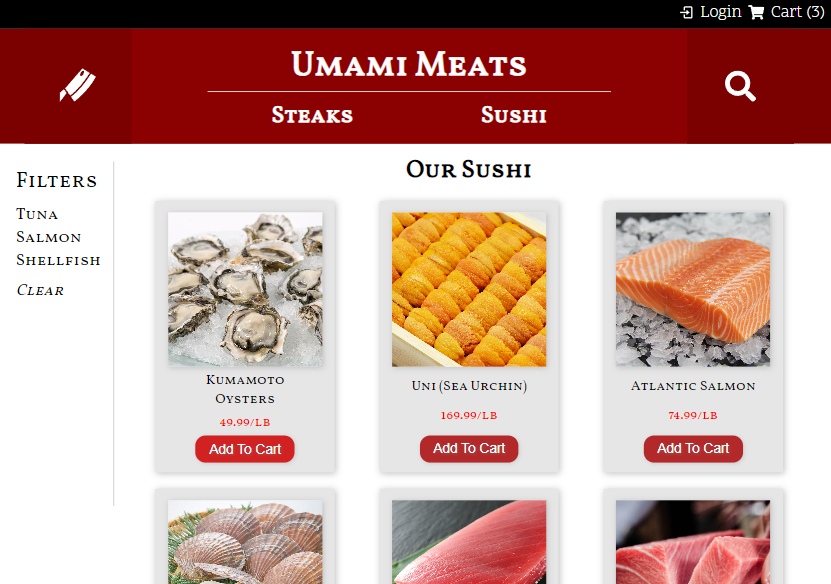 Login Cart (3)
Umami Meats
Steaks Sushi
Filters
Tuna
Salmon
Shellfish
Clear
Our Sushi
Kumamoto
Oysters
49.99/lb
Add To Cart
Uni (Sea Urchin)
169.99/lb
Add To Cart
Atlantic Salmon
74.99/lb
Add To Cart